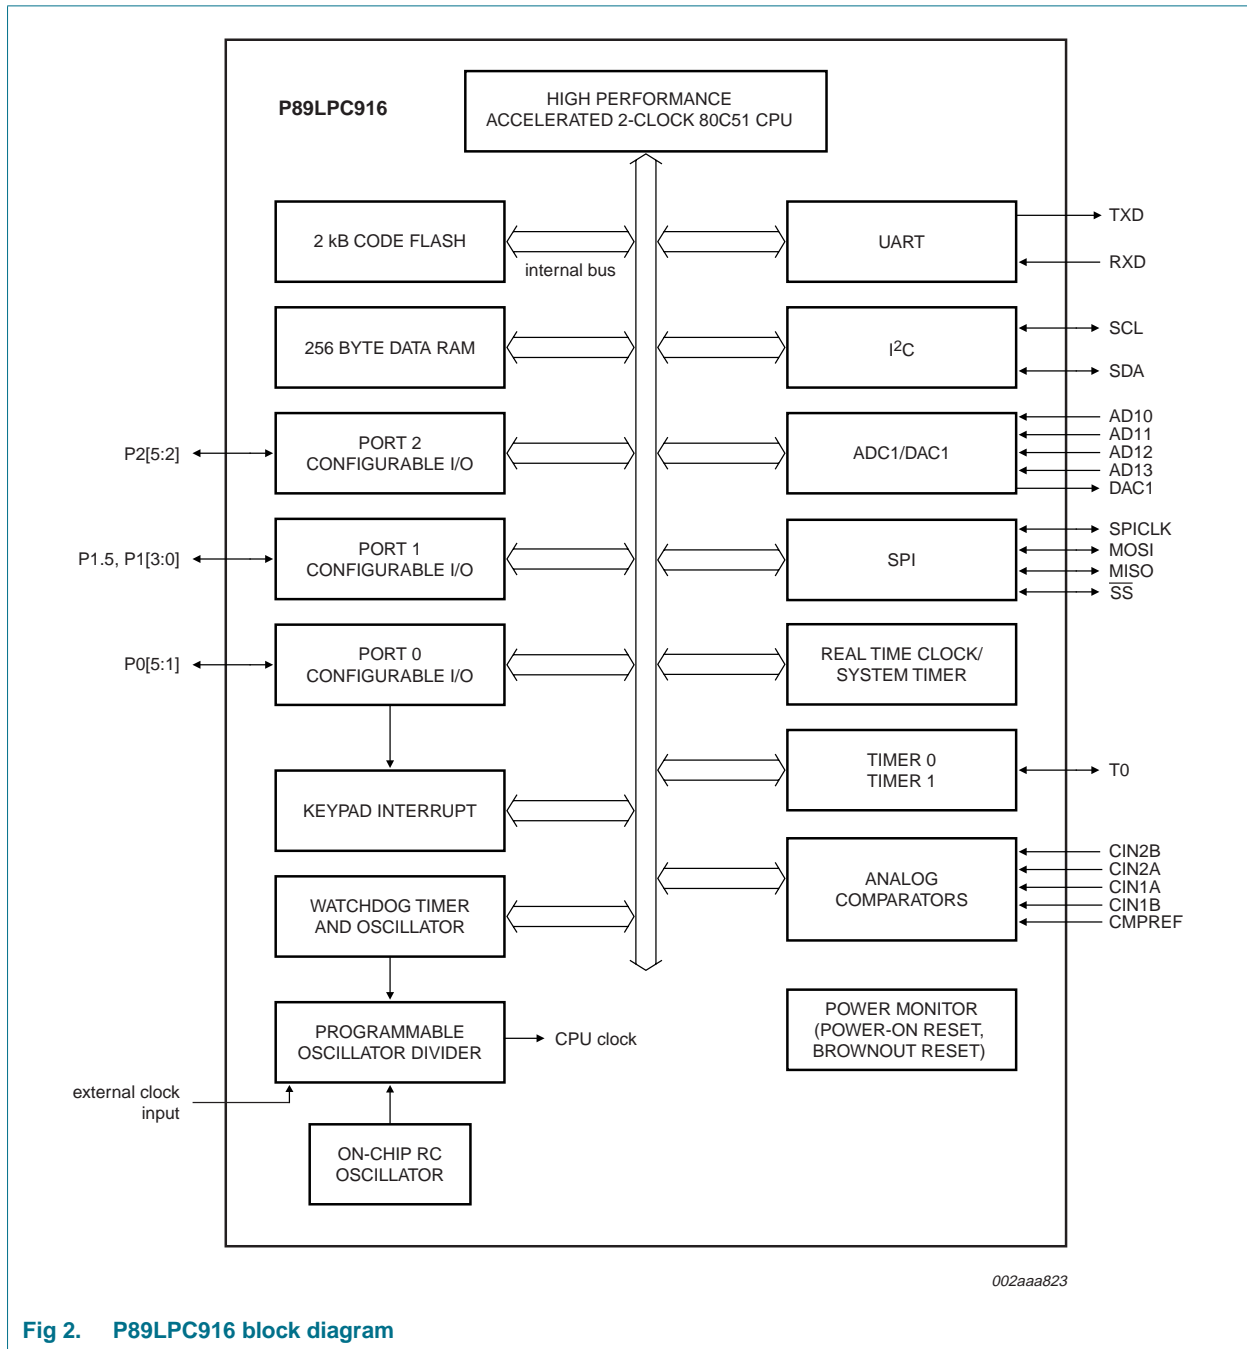 P89LPC916
HIGH PERFORMANCE
ACCELERATED 2-CLOCK 80C51 CPU
2 kB CODE FLASH
internal bus
UART
TXD
RXD
256 BYTE DATA RAM
I²C
SCL
SDA
P2[5:2]
PORT 2
CONFIGURABLE I/O
ADC1/DAC1
AD10
AD11
AD12
AD13
DAC1
P1.5, P1[3:0]
PORT 1
CONFIGURABLE I/O
SPI
SPICLK
MOSI
MISO
S̅S̅
P0[5:1]
PORT 0
CONFIGURABLE I/O
REAL TIME CLOCK/
SYSTEM TIMER
KEYPAD INTERRUPT
TIMER 0
TIMER 1
T0
WATCHDOG TIMER
AND OSCILLATOR
ANALOG
COMPARATORS
CIN2B
CIN2A
CIN1A
CIN1B
CMPREF
PROGRAMMABLE
OSCILLATOR DIVIDER
CPU clock
POWER MONITOR
(POWER-ON RESET,
BROWNOUT RESET)
external clock
input
ON-CHIP RC
OSCILLATOR
002aaa823
Fig 2. P89LPC916 block diagram